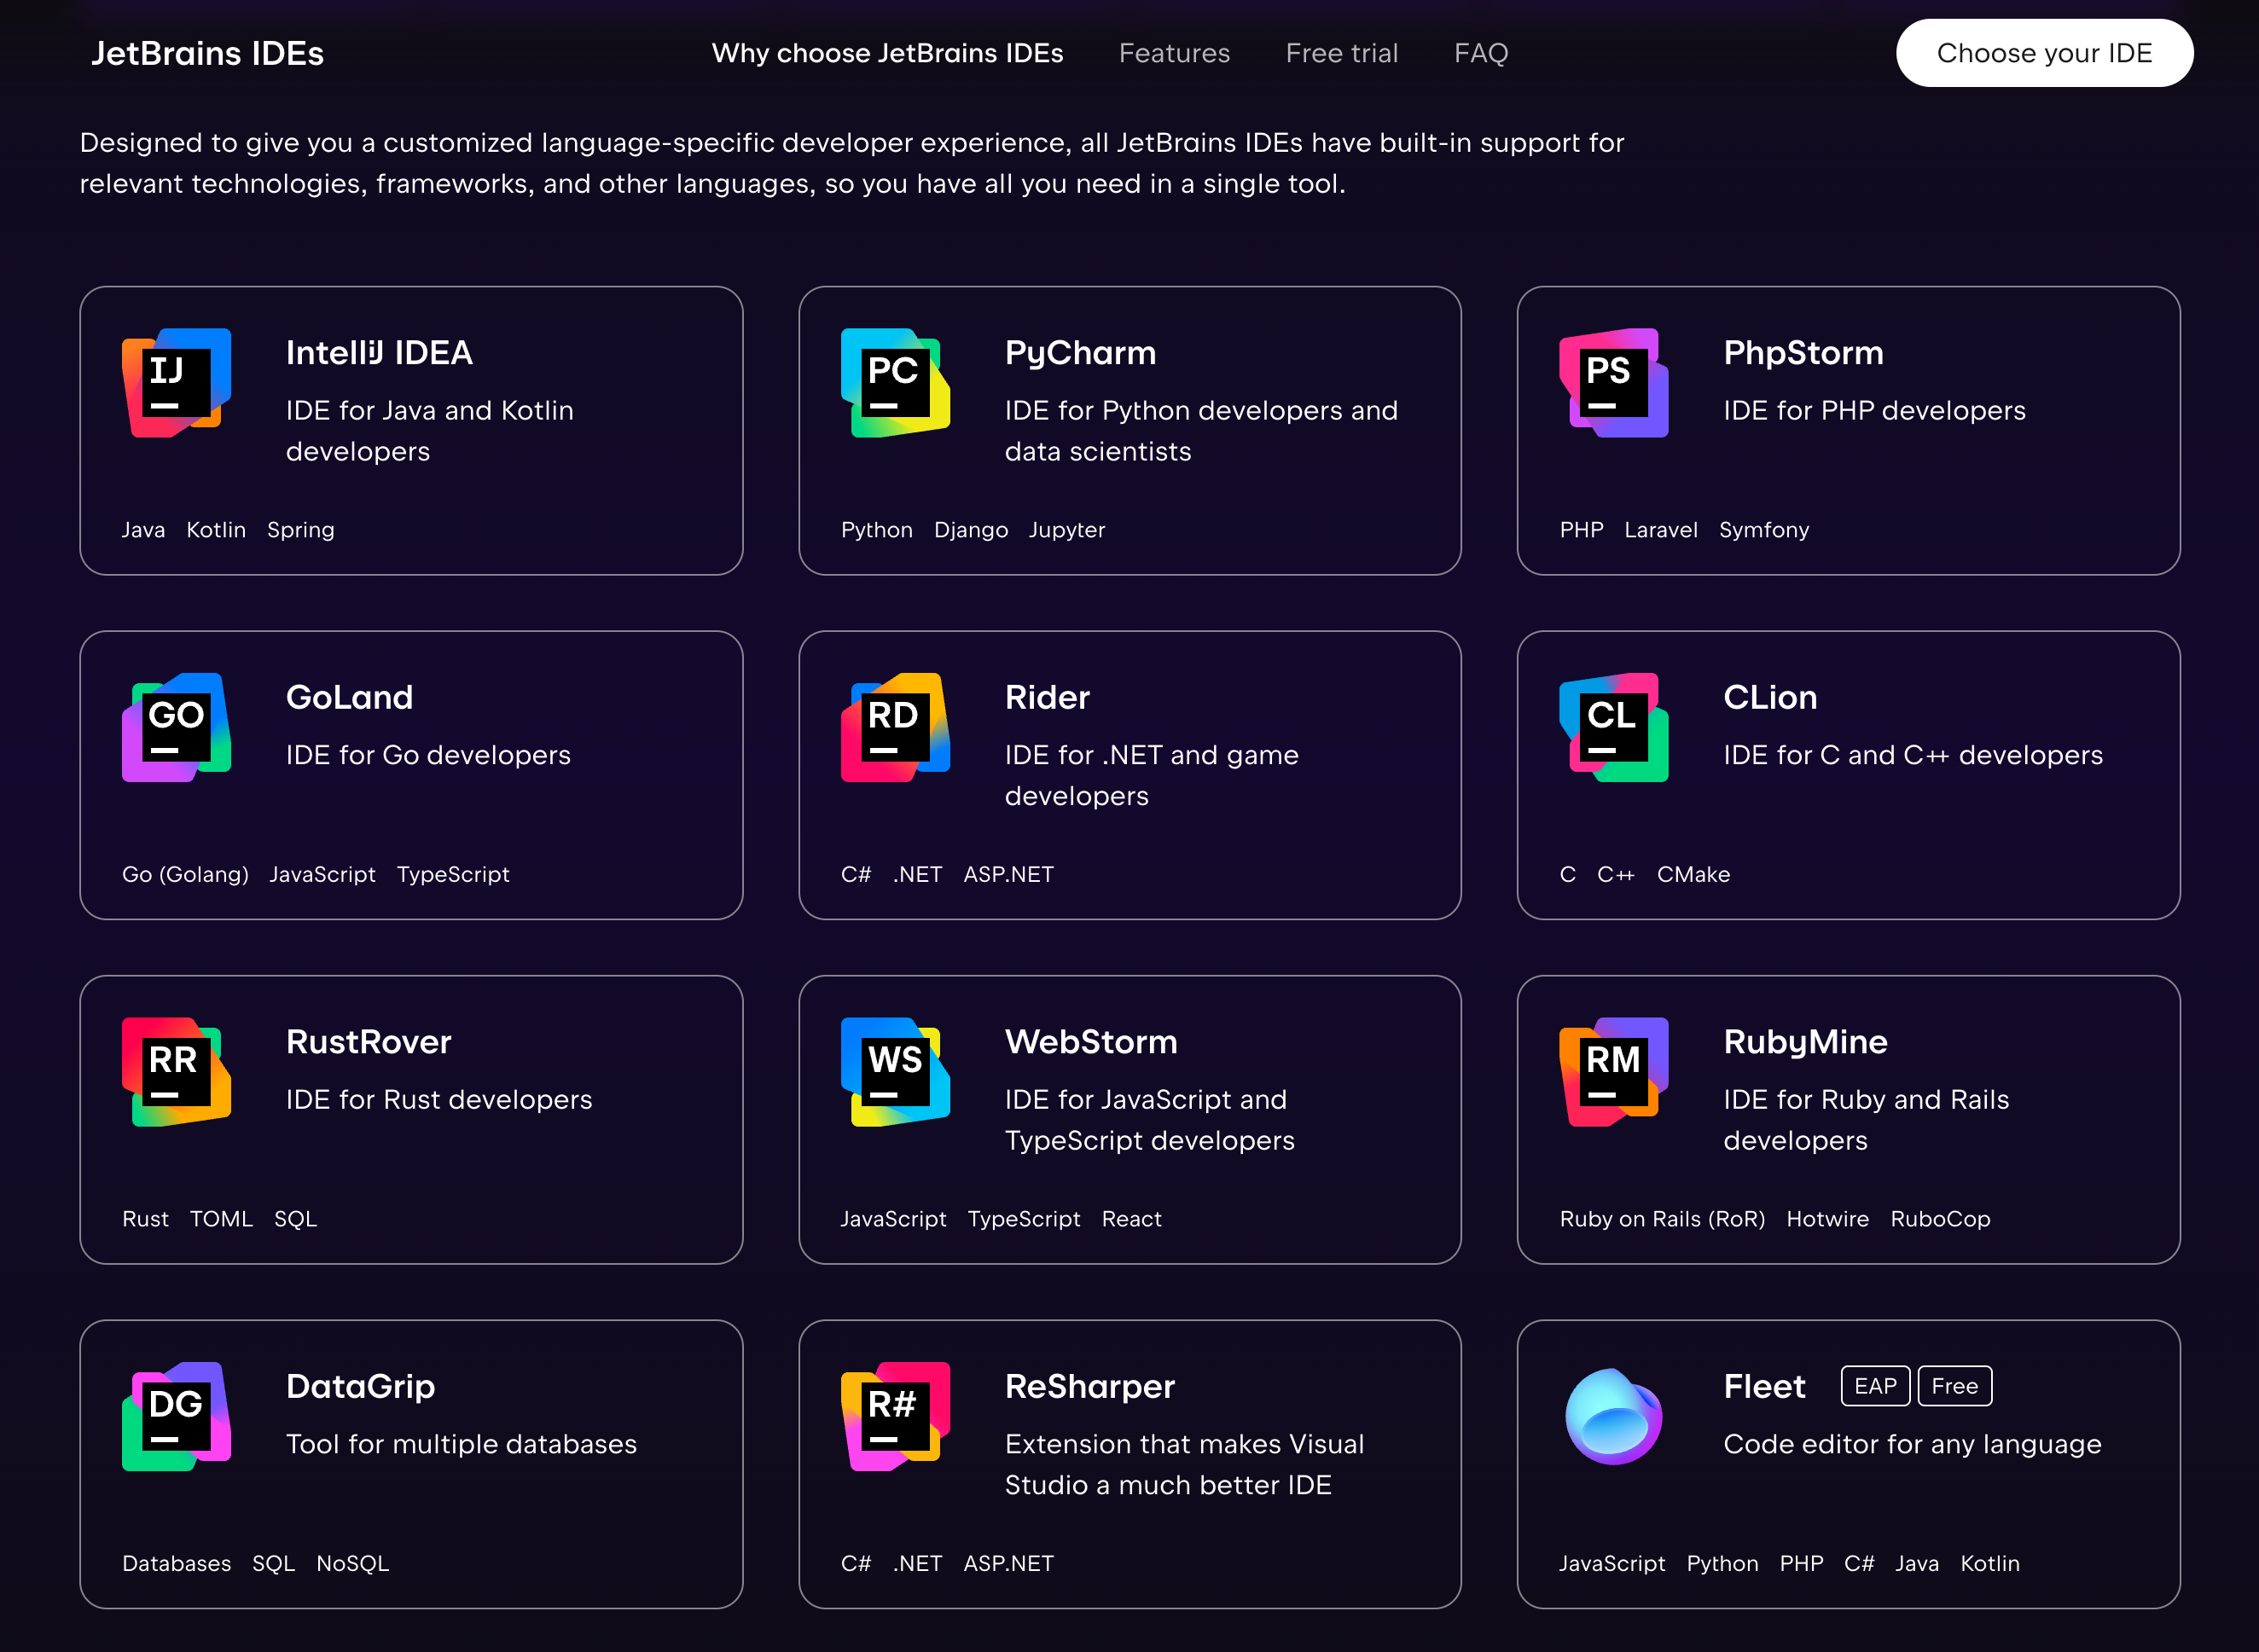 JetBrains IDEs
Why choose JetBrains IDEs
Features
Free trial
FAQ
Choose your IDE
Designed to give you a customized language-specific developer experience, all JetBrains IDEs have built-in support for
relevant technologies, frameworks, and other languages, so you have all you need in a single tool.
IJ
IntelliJ IDEA
IDE for Java and Kotlin
developers
Java Kotlin Spring
PC
PyCharm
IDE for Python developers and
data scientists
Python Django Jupyter
PS
PhpStorm
IDE for PHP developers
PHP Laravel Symfony
GO
GoLand
IDE for Go developers
Go (Golang) JavaScript TypeScript
RD
Rider
IDE for .NET and game
developers
C# .NET ASP.NET
CL
CLion
IDE for C and C++ developers
C C++ CMake
RR
RustRover
IDE for Rust developers
Rust TOML SQL
WS
WebStorm
IDE for JavaScript and
TypeScript developers
JavaScript TypeScript React
RM
RubyMine
IDE for Ruby and Rails
developers
Ruby on Rails (RoR) Hotwire RuboCop
DG
DataGrip
Tool for multiple databases
Databases SQL NoSQL
R#
ReSharper
Extension that makes Visual
Studio a much better IDE
C# .NET ASP.NET
Fleet EAP Free
Code editor for any language
JavaScript Python PHP C# Java Kotlin